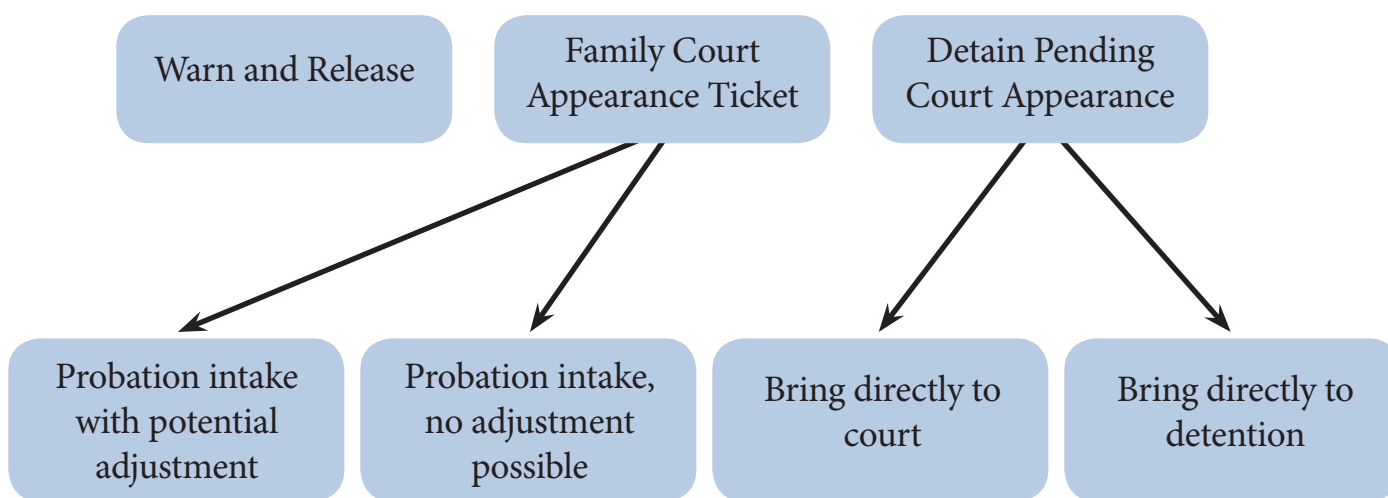 Warn and Release
Family Court
Appearance Ticket
Detain Pending
Court Appearance
Probation intake
with potential
adjustment
Probation intake,
no adjustment
possible
Bring directly to
court
Bring directly to
detention